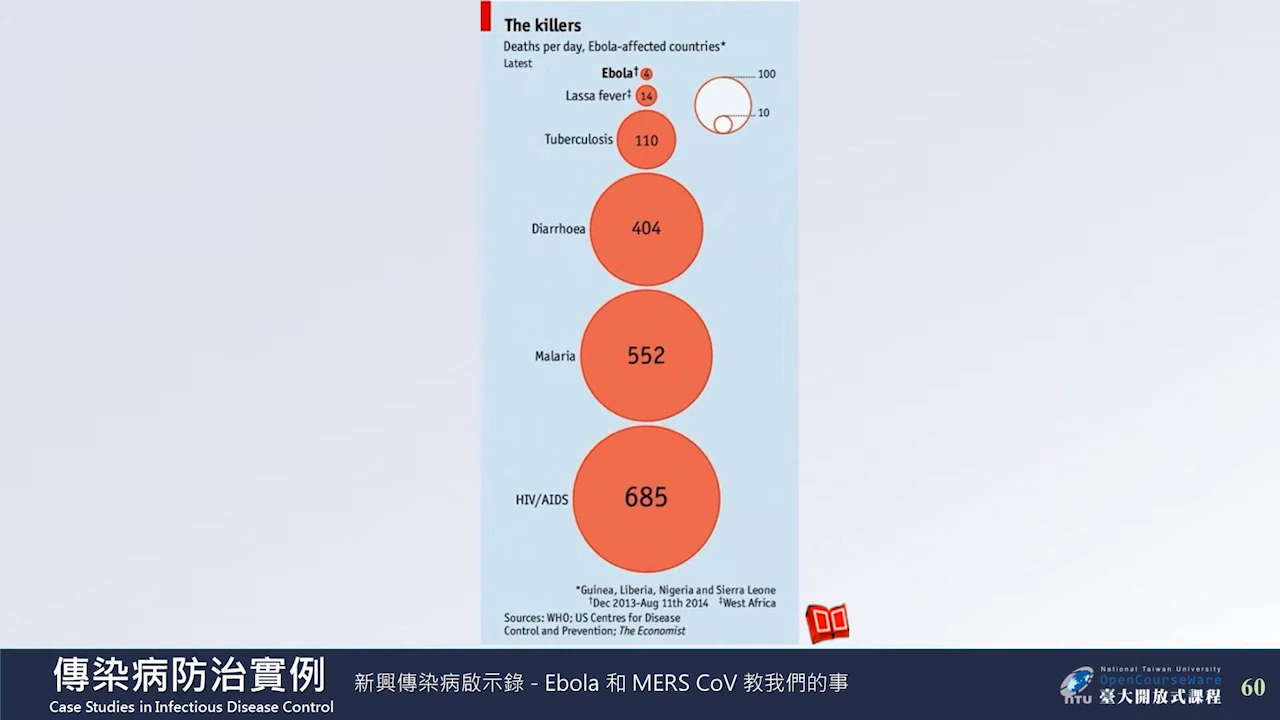 The killers
Deaths per day, Ebola-affected countries*
Latest
Ebola† 4
100
Lassa fever‡ 14
10
Tuberculosis 110
Diarrhoea 404
Malaria 552
HIV/AIDS 685
*Guinea, Liberia, Nigeria and Sierra Leone
†Dec 2013-Aug 11th 2014 ‡West Africa
Sources: WHO; US Centres for Disease
Control and Prevention; The Economist
傳染病防治實例
Case Studies in Infectious Disease Control
新興傳染病啟示錄 - Ebola 和 MERS CoV 教我們的事
National Taiwan University
OpenCourseWare
NTU 臺大開放式課程
60